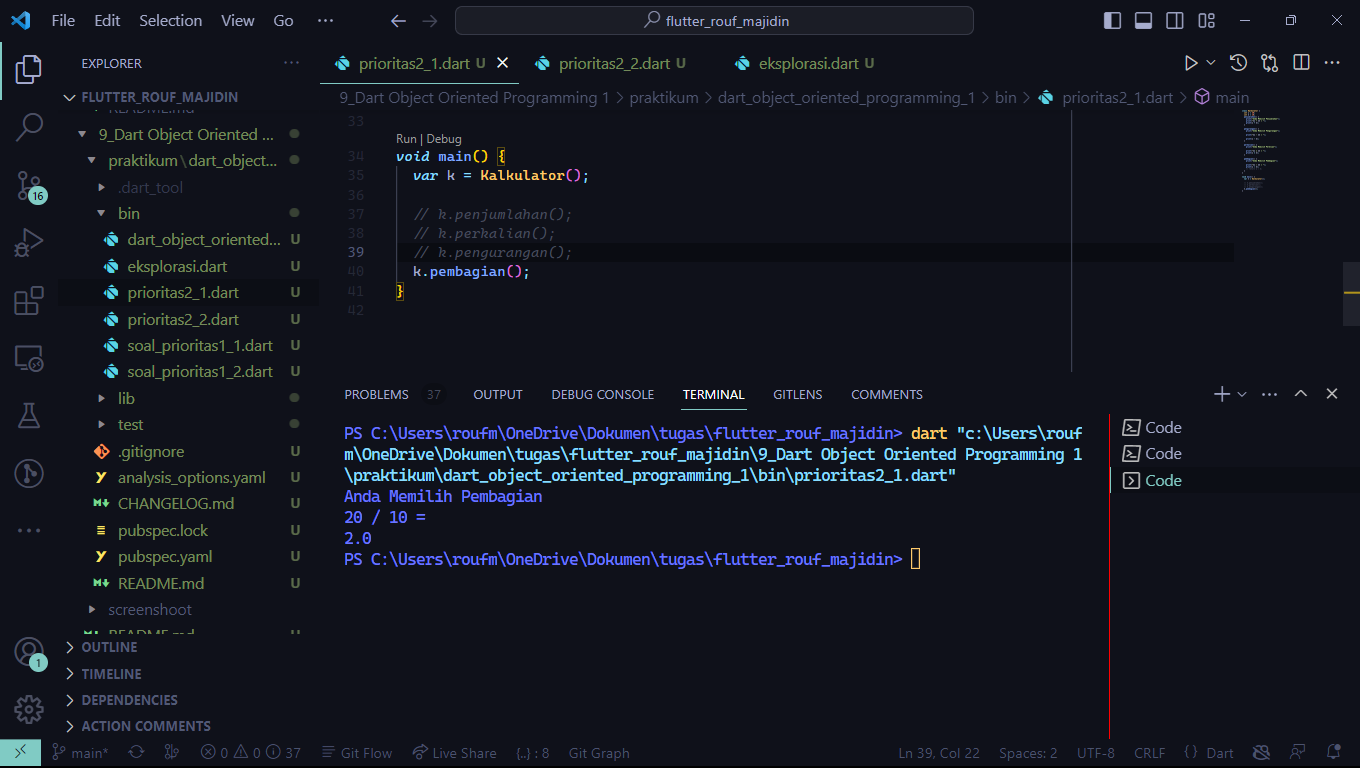 File Edit Selection View Go ··· flutter_rouf_majidin
EXPLORER ···
FLUTTER_ROUF_MAJIDIN
9_Dart Object Oriented ...
praktikum \ dart_object...
.dart_tool
bin
dart_object_oriented... U
eksplorasi.dart U
prioritas2_1.dart U
prioritas2_2.dart U
soal_prioritas1_1.dart U
soal_prioritas1_2.dart U
lib
test
.gitignore U
analysis_options.yaml U
CHANGELOG.md U
pubspec.lock U
pubspec.yaml U
README.md U
screenshoot
README.md U
OUTLINE
TIMELINE
DEPENDENCIES
ACTION COMMENTS
16
1
prioritas2_1.dart U prioritas2_2.dart U eksplorasi.dart U
9_Dart Object Oriented Programming 1 > praktikum > dart_object_oriented_programming_1 > bin > prioritas2_1.dart > main
33
Run | Debug
34 void main() {
35 var k = Kalkulator();
36
37 // k.penjumlahan();
38 // k.perkalian();
39 // k.pengurangan();
40 k.pembagian();
41 }
42
PROBLEMS 37 OUTPUT DEBUG CONSOLE TERMINAL GITLENS COMMENTS
PS C:\Users\roufm\OneDrive\Dokumen\tugas\flutter_rouf_majidin> dart "c:\Users\rouf
m\OneDrive\Dokumen\tugas\flutter_rouf_majidin\9_Dart Object Oriented Programming 1
\praktikum\dart_object_oriented_programming_1\bin\prioritas2_1.dart"
Anda Memilih Pembagian
20 / 10 =
2.0
PS C:\Users\roufm\OneDrive\Dokumen\tugas\flutter_rouf_majidin>
Code
Code
Code
main* 0 0 37 Git Flow Live Share {..} : 8 Git Graph Ln 39, Col 22 Spaces: 2 UTF-8 CRLF {} Dart